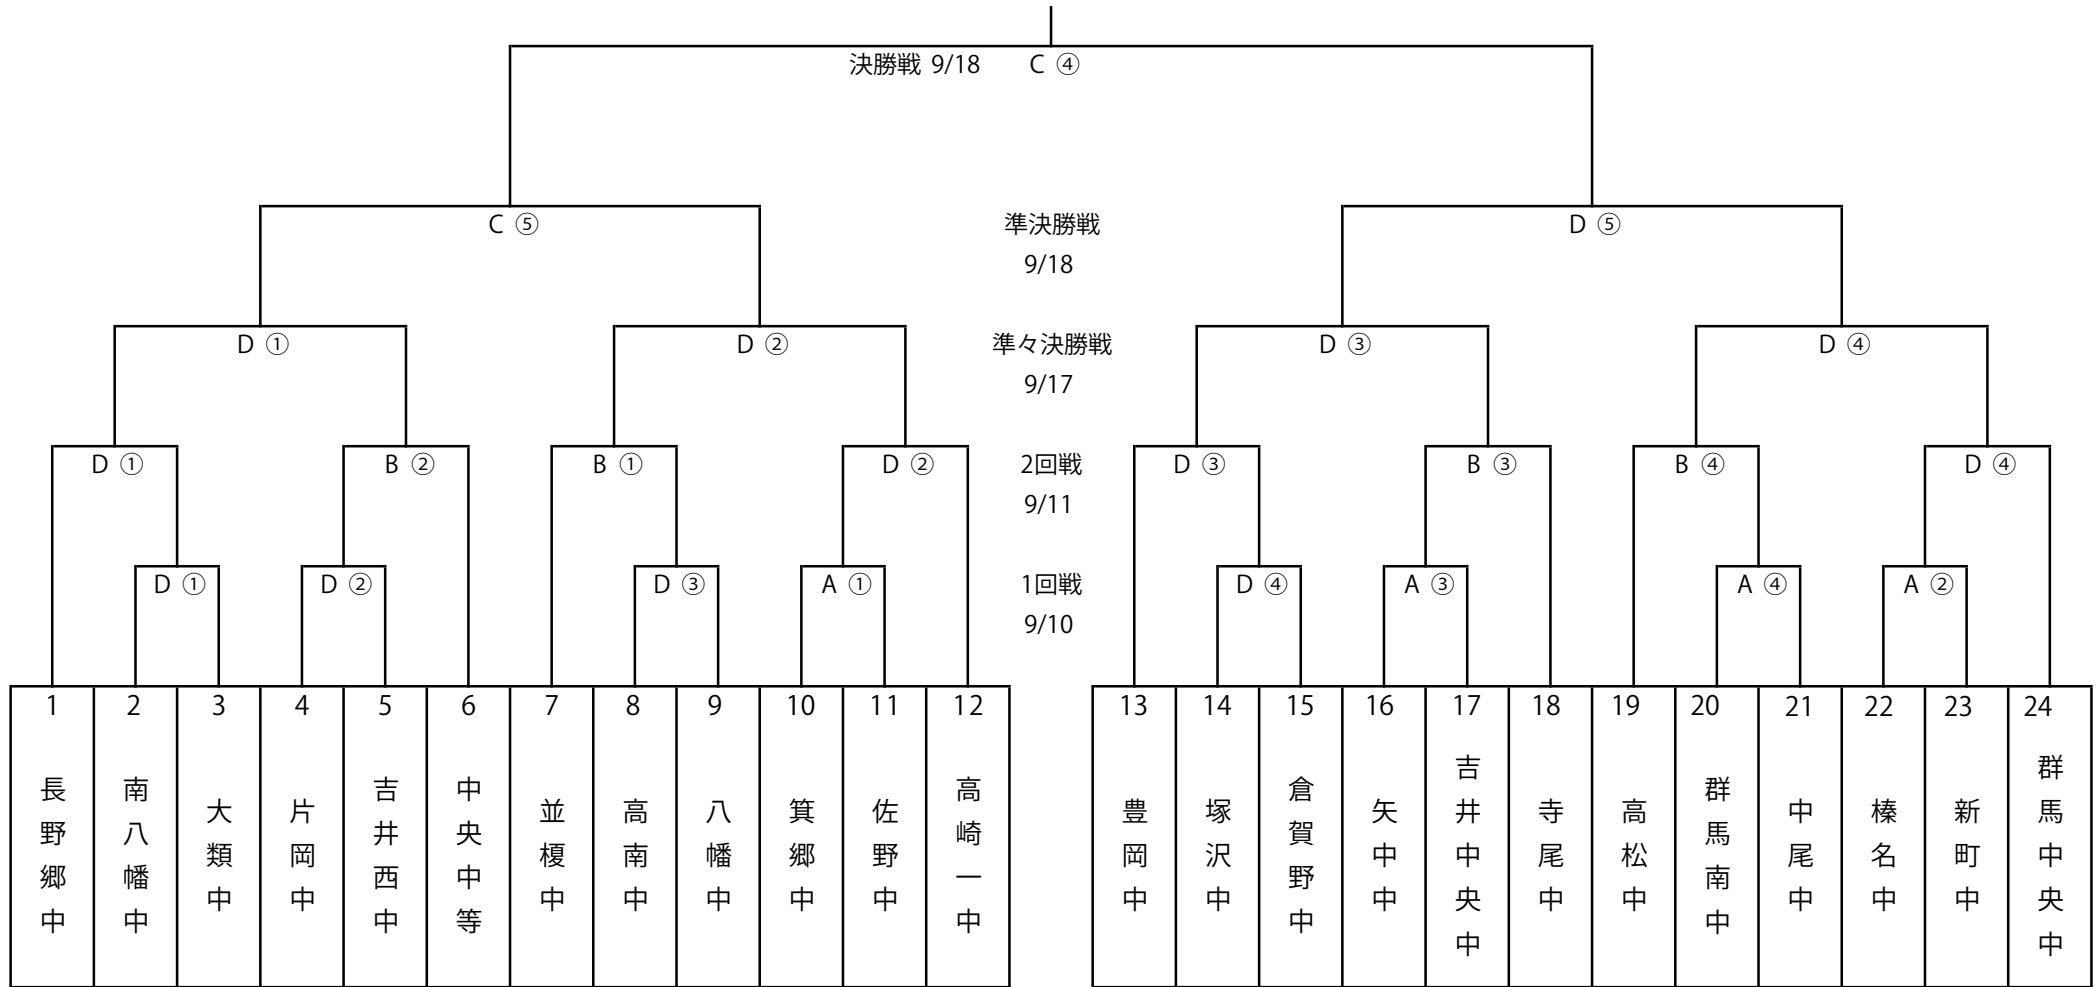 決勝戦 9/18 C ④
C ⑤ 準決勝戦 D ⑤
9/18
D ① D ② 準々決勝戦 D ③ D ④
9/17
D ① B ② B ① D ② 2回戦 D ③ B ③ B ④ D ④
9/11
D ① D ② D ③ A ① 1回戦 D ④ A ③ A ④ A ②
9/10
1 2 3 4 5 6 7 8 9 10 11 12 13 14 15 16 17 18 19 20 21 22 23 24
長野郷中
南八幡中
大類中
片岡中
吉井西中
中央中等
並榎中
高南中
八幡中
箕郷中
佐野中
高崎一中
豊岡中
塚沢中
倉賀野中
矢中中
吉井中央中
寺尾中
高松中
群馬南中
中尾中
榛名中
新町中
群馬中央中